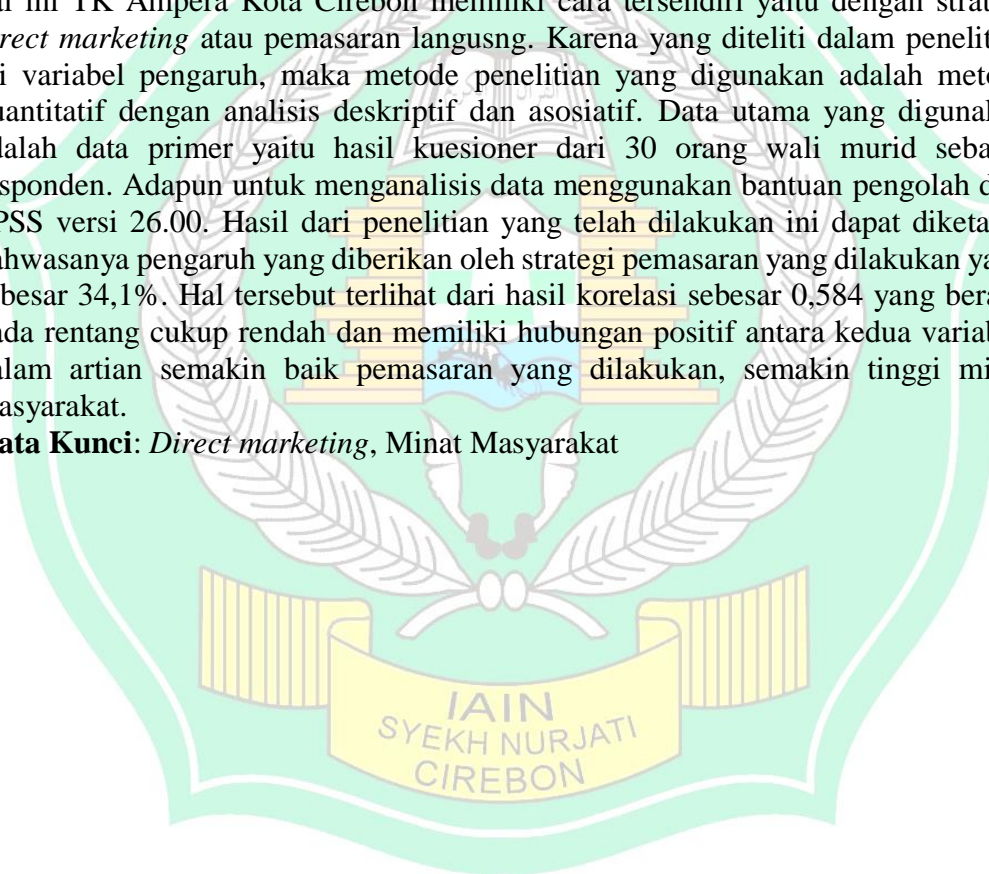 ini TK Ampera Kota Cirebon memiliki cara tersendiri yaitu dengan strat
rect marketing atau pemasaran langusng. Karena yang diteliti dalam penelit
i variabel pengaruh, maka metode penelitian yang digunakan adalah meto
uantitatif dengan analisis deskriptif dan asosiatif. Data utama yang digunal
dalah data primer yaitu hasil kuesioner dari 30 orang wali murid seba
sponden. Adapun untuk menganalisis data menggunakan bantuan pengolah d
PSS versi 26.00. Hasil dari penelitian yang telah dilakukan ini dapat diketa
ahwasanya pengaruh yang diberikan oleh strategi pemasaran yang dilakukan ya
besar 34,1%. Hal tersebut terlihat dari hasil korelasi sebesar 0,584 yang bera
ada rentang cukup rendah dan memiliki hubungan positif antara kedua variab
alam artian semakin baik pemasaran yang dilakukan, semakin tinggi mi
asyarakat.
ata Kunci: Direct marketing, Minat Masyarakat
IAIN
SYEKH NURJATI
CIREBON